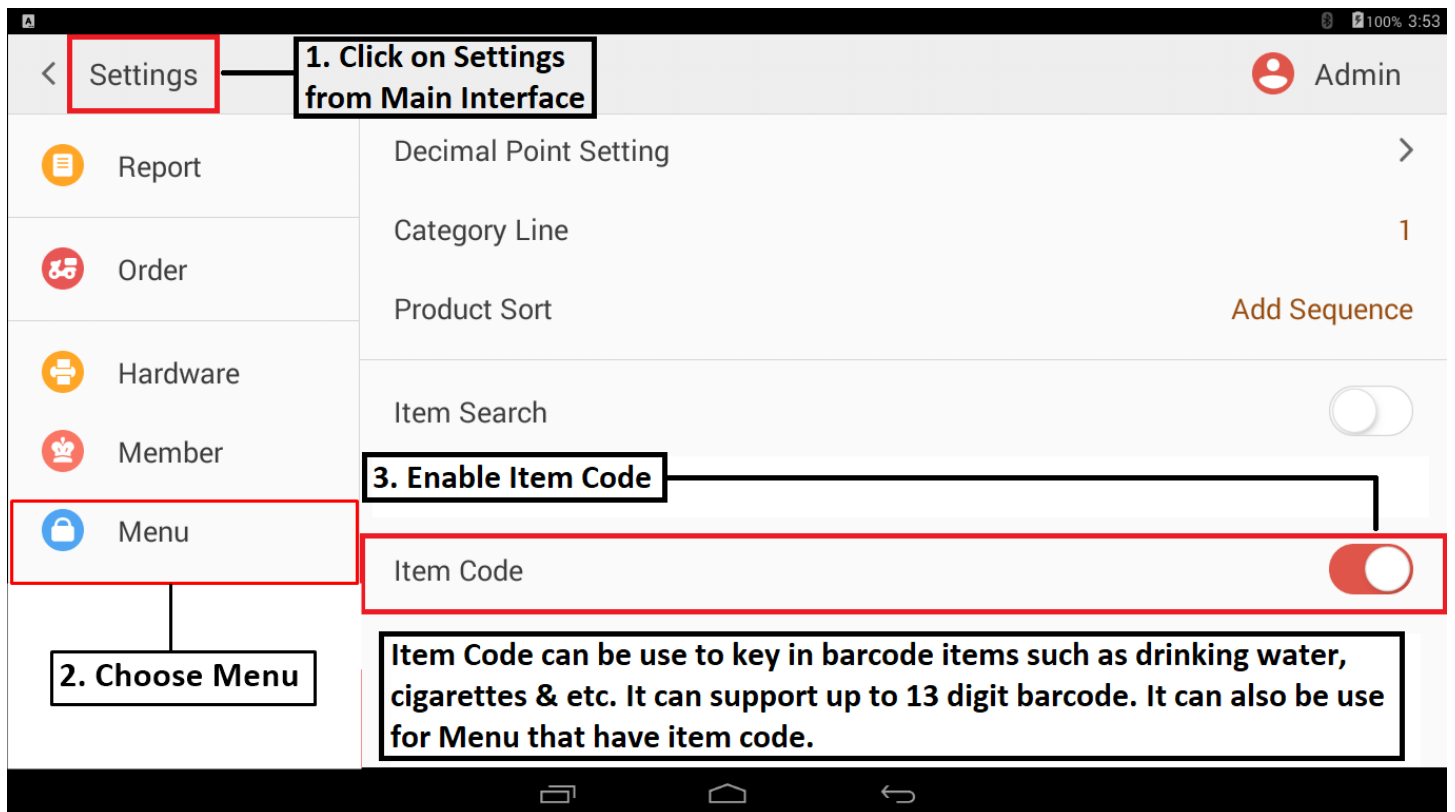 A
100% 3:53
Settings
1. Click on Settings
from Main Interface
Admin
Report
Order
Hardware
Member
Menu
2. Choose Menu
Decimal Point Setting
Category Line 1
Product Sort Add Sequence
Item Search
3. Enable Item Code
Item Code
Item Code can be use to key in barcode items such as drinking water,
cigarettes & etc. It can support up to 13 digit barcode. It can also be use
for Menu that have item code.